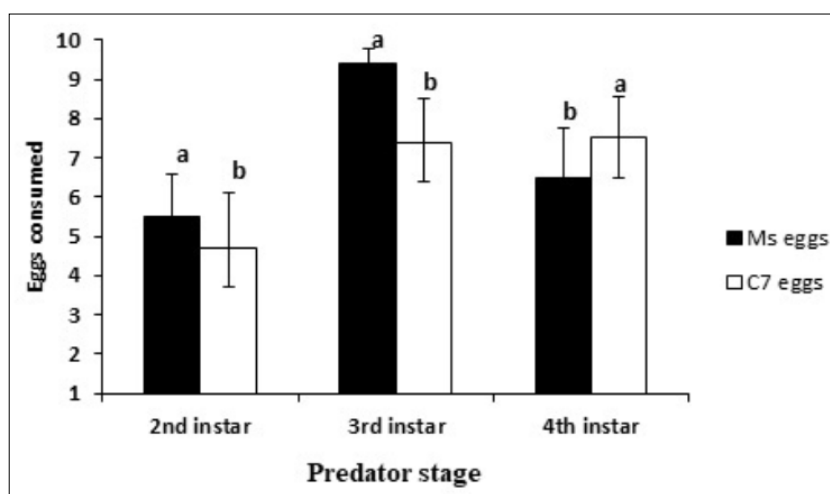 Eggs consumed
10
9
8
7
6
5
4
3
2
1
a
b
a
b
b
a
2nd instar
3rd instar
4th instar
Predator stage
Ms eggs
C7 eggs